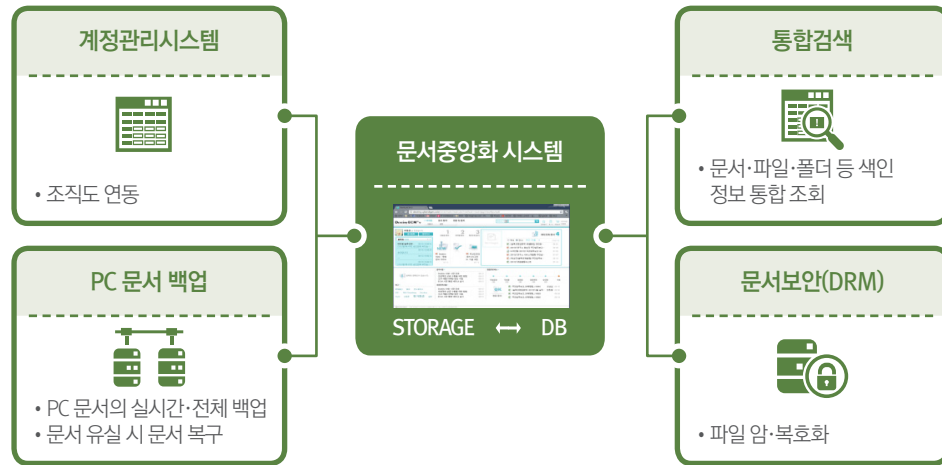 계정관리시스템
• 조직도 연동
PC 문서 백업
• PC 문서의 실시간·전체 백업
• 문서 유실 시 문서 복구
문서중앙화 시스템
STORAGE ↔ DB
통합검색
• 문서·파일·폴더 등 색인
정보 통합 조회
문서보안(DRM)
• 파일 암·복호화